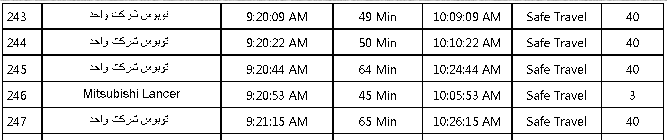 243 توبوس شركت واحد 9:20:09 AM 49 Min 10:09:09 AM Safe Travel 40
244 توبوس شركت واحد 9:20:22 AM 50 Min 10:10:22 AM Safe Travel 40
245 توبوس شركت واحد 9:20:44 AM 64 Min 10:24:44 AM Safe Travel 40
246 Mitsubishi Lancer 9:20:53 AM 45 Min 10:05:53 AM Safe Travel 3
247 توبوس شركت واحد 9:21:15 AM 65 Min 10:26:15 AM Safe Travel 40